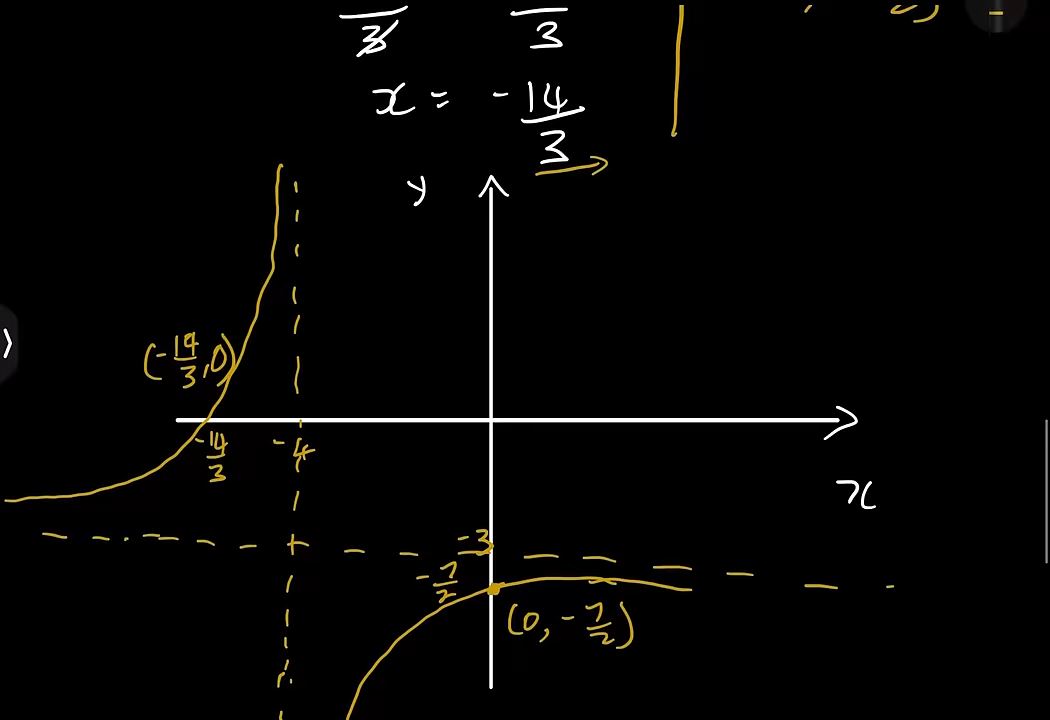 3 3
x = -14/3
y
(-14/3, 0)
-14/3 -4
x
-3
-7/2
(0, -7/2)